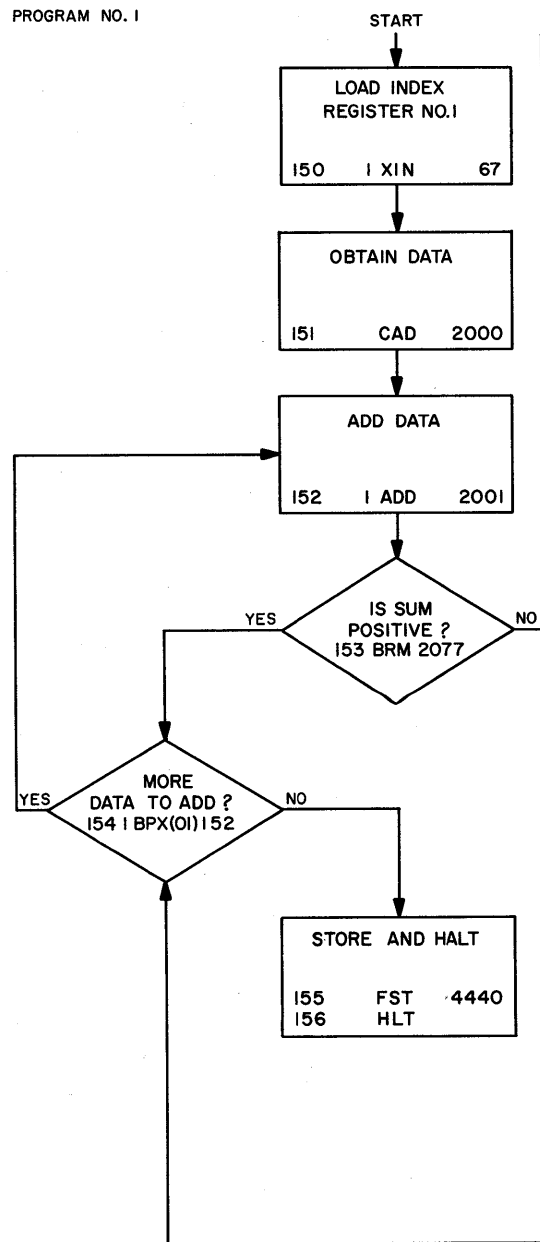 PROGRAM NO. 1
START
LOAD INDEX
REGISTER NO.1
150 1 XIN 67
OBTAIN DATA
151 CAD 2000
ADD DATA
152 1 ADD 2001
IS SUM
POSITIVE ?
153 BRM 2077
YES
NO
MORE
DATA TO ADD ?
154 1 BPX(01)152
YES
NO
STORE AND HALT
155 FST 4440
156 HLT